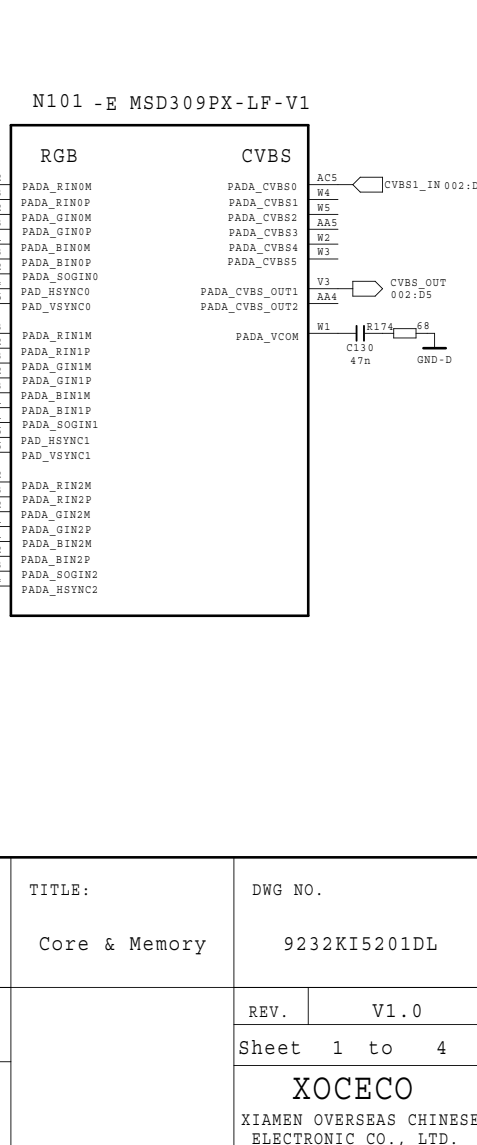 N101 -E MSD309PX-LF-V1
RGB CVBS
PADA_RIN0M PADA_CVBS0 AC5 CVBS1_IN 002:D
PADA_RIN0P PADA_CVBS1 W4
PADA_GIN0M PADA_CVBS2 W5
PADA_GIN0P PADA_CVBS3 AA5
PADA_BIN0M PADA_CVBS4 W2
PADA_BIN0P PADA_CVBS5 W3
PADA_SOGIN0
PAD_HSYNC0 PADA_CVBS_OUT1 V3 CVBS_OUT
PAD_VSYNC0 PADA_CVBS_OUT2 AA4 002:D5
PADA_RIN1M PADA_VCOM W1 R174 68
PADA_RIN1P C130
PADA_GIN1M 47n GND-D
PADA_GIN1P
PADA_BIN1M
PADA_BIN1P
PADA_SOGIN1
PAD_HSYNC1
PAD_VSYNC1
PADA_RIN2M
PADA_RIN2P
PADA_GIN2M
PADA_GIN2P
PADA_BIN2M
PADA_BIN2P
PADA_SOGIN2
PADA_HSYNC2
TITLE: DWG NO.
Core & Memory 9232KI5201DL
REV. V1.0
Sheet 1 to 4
XOCECO
XIAMEN OVERSEAS CHINESE
ELECTRONIC CO., LTD.